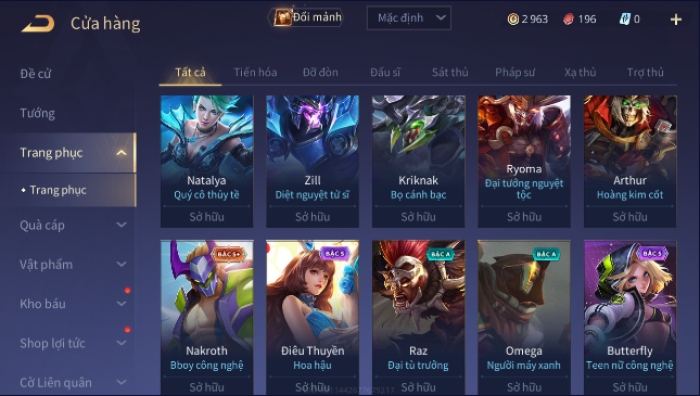 Cửa hàng
Đổi mảnh
Mặc định
2 963
196
0
+
Đề cử
Tướng
Trang phục
Trang phục
Quà cáp
Vật phẩm
Kho báu
Shop lợi tức
Cờ Liên quân
Tất cả
Tiến hóa
Đỡ đòn
Đấu sĩ
Sát thủ
Pháp sư
Xạ thủ
Trợ thủ
Natalya
Quý cô thủy tề
Sở hữu
Zill
Diệt nguyệt tử sĩ
Sở hữu
Kriknak
Bọ cánh bạc
Sở hữu
Ryoma
Đại tướng nguyệt
tộc
Sở hữu
Arthur
Hoàng kim cốt
Sở hữu
BẬC S+
Nakroth
Bboy công nghệ
Sở hữu
BẬC S
Điêu Thuyền
Hoa hậu
Sở hữu
BẬC A
Raz
Đại tù trưởng
Sở hữu
BẬC A
Omega
Người máy xanh
Sở hữu
BẬC S
Butterfly
Teen nữ công nghệ
Sở hữu